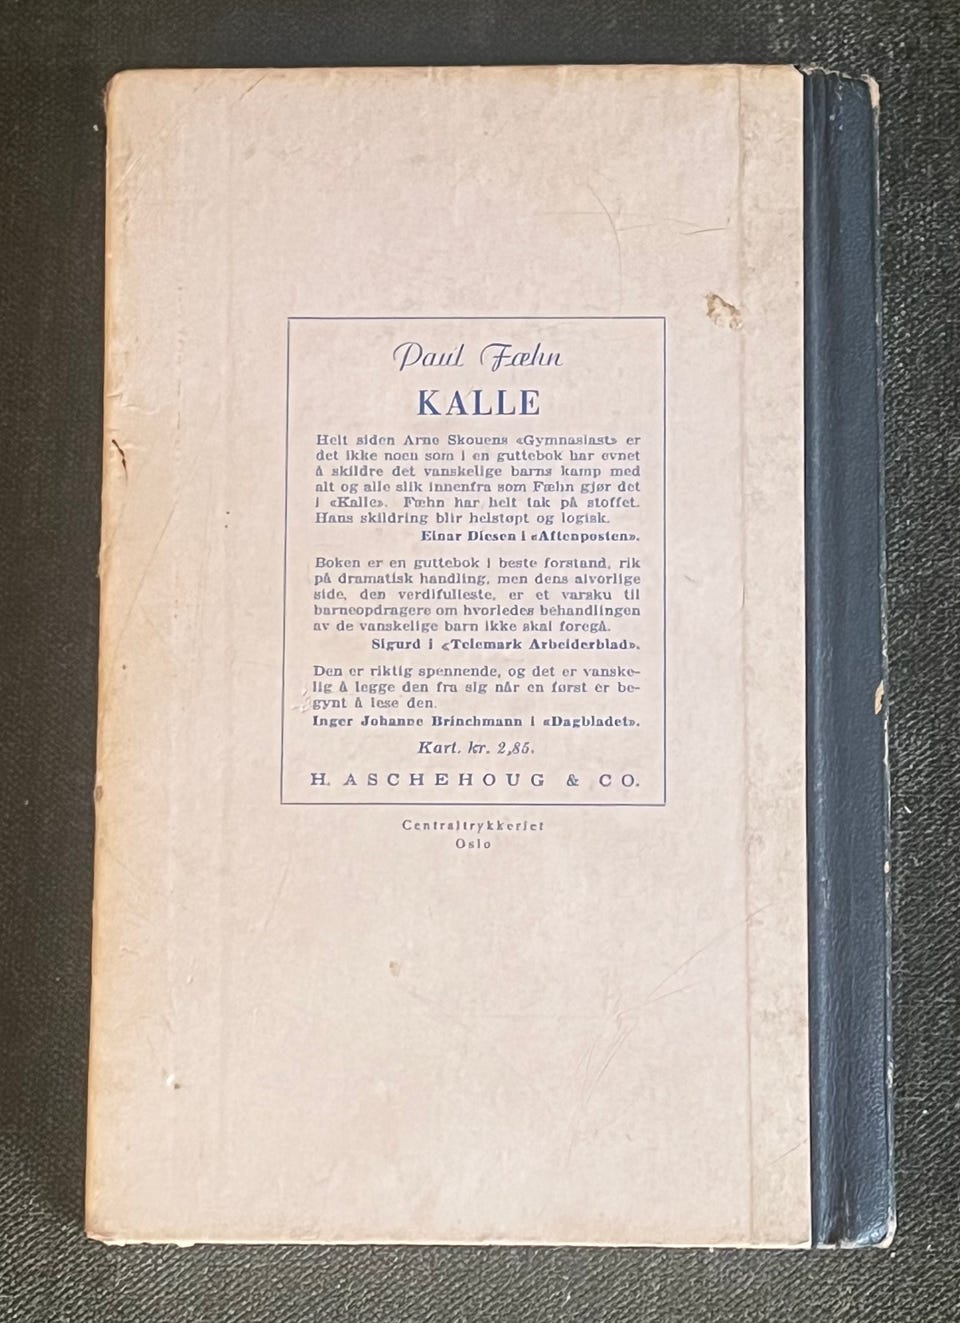 Paul Fæhn
KALLE
Helt siden Arne Skouens «Gymnasiast» er
det ikke noen som i en guttebok har evnet
å skildre det vanskelige barns kamp med
alt og alle slik innenfra som Fæhn gjør det
i «Kalle». Fæhn har helt tak på stoffet.
Hans skildring blir helstøpt og logisk.
Einar Diesen i «Aftenposten».
Boken er en guttebok i beste forstand, rik
på dramatisk handling, men dens alvorlige
side, den verdifulleste, er et varsku til
barneopdragere om hvorledes behandlingen
av de vanskelige barn ikke skal foregå.
Sigurd i «Telemark Arbeiderblad».
Den er riktig spennende, og det er vanske-
lig å legge den fra sig når en først er be-
gynt å lese den.
Inger Johanne Brinchmann i «Dagbladet».
Kart. kr. 2,85.
H. ASCHEHOUG & CO.
Centraltrykkeriet
Oslo